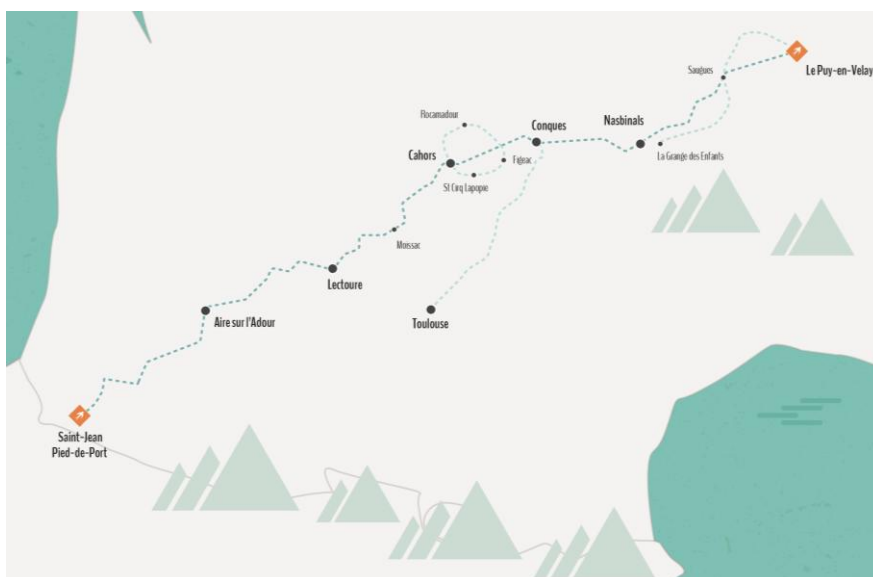 Le Puy-en-Velay
Saugues
Rocamadour
Conques
Nasbinals
Cahors
Figeac
La Grange des Enfants
St Cirq Lapopie
Moissac
Lectoure
Aire sur l'Adour
Toulouse
Saint-Jean
Pied-de-Port